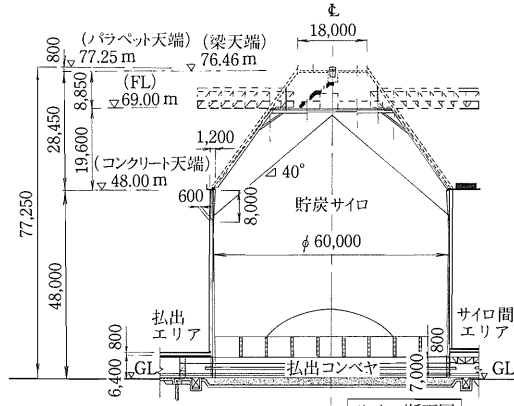 ℄
18,000
(パラペット天端)
77.25 m
(梁天端)
76.46 m
800
8,850
(FL)
69.00 m
28,450
19,600
1,200
(コンクリート天端)
48.00 m
40°
600
8,000
貯炭サイロ
77,250
48,000
φ 60,000
払出
エリア
サイロ間
エリア
800
800
GL
6,400
払出コンベヤ
7,000
GL